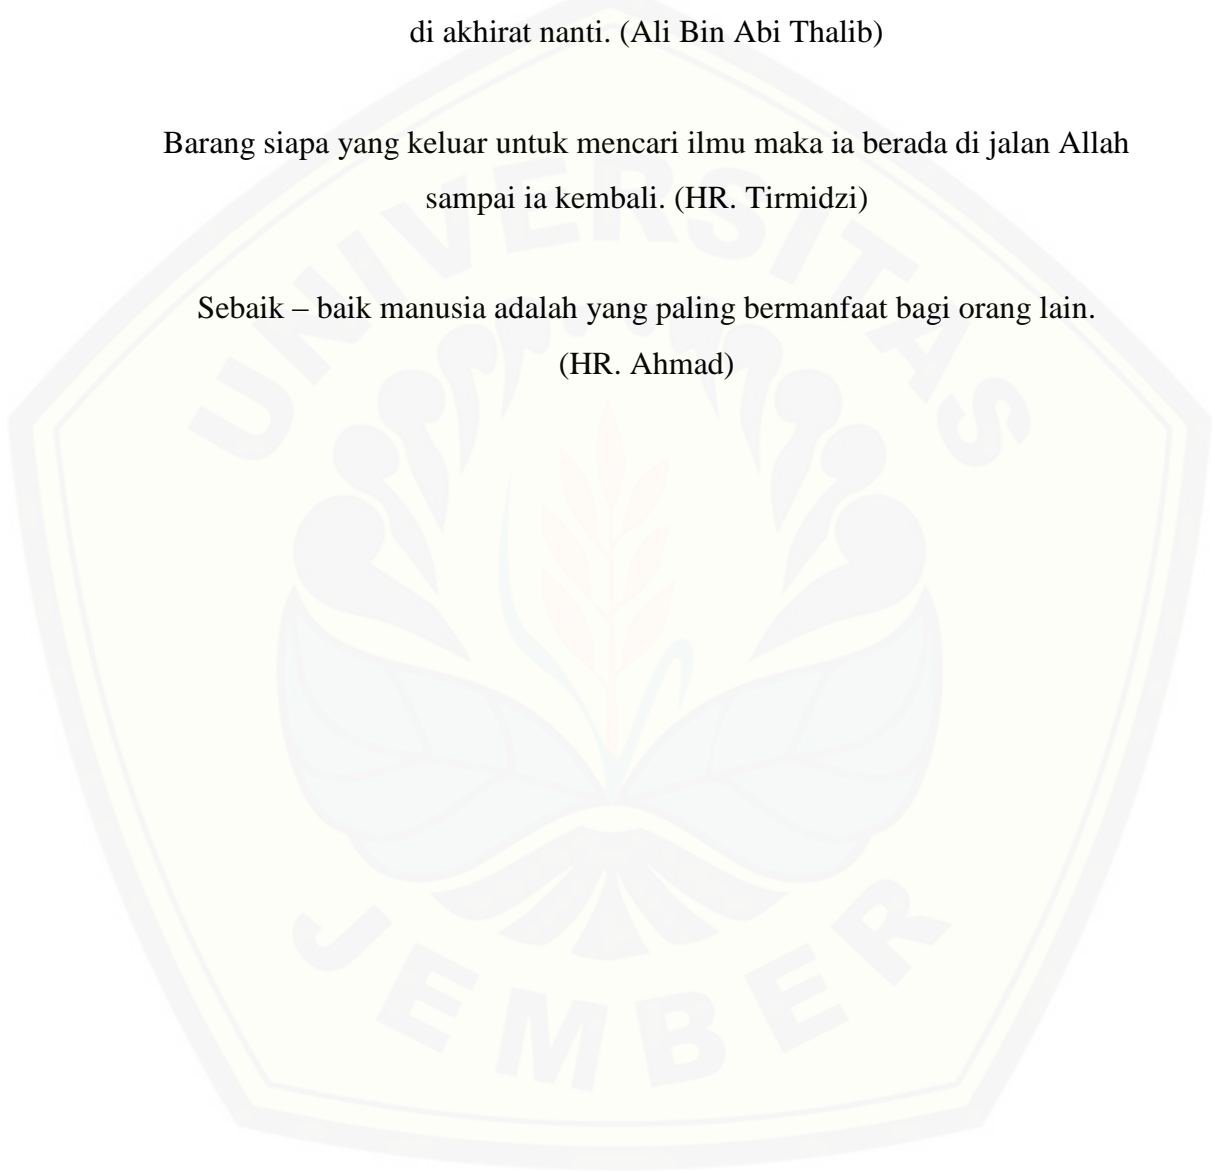 di akhirat nanti. (Ali Bin Abi Thalib)
Barang siapa yang keluar untuk mencari ilmu maka ia berada di jalan Allah
sampai ia kembali. (HR. Tirmidzi)
Sebaik – baik manusia adalah yang paling bermanfaat bagi orang lain.
(HR. Ahmad)
UNIVERSITAS
JEMBER